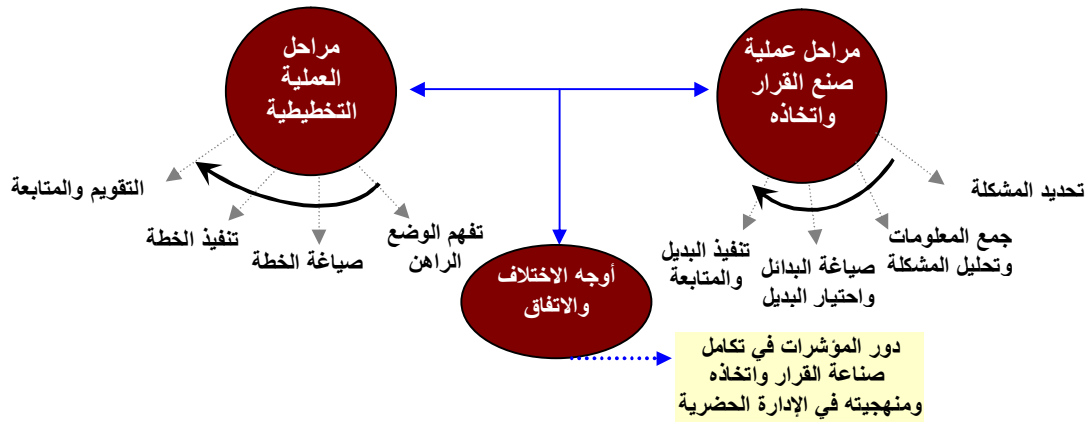 مراحل عملية
صنع القرار
واتخاذه
تحديد المشكلة
جمع المعلومات
وتحليل المشكلة
صياغة البدائل
واحتيار البديل
تنفيذ البديل
والمتابعة
مراحل
العملية
التخطيطية
تفهم الوضع
الراهن
صياغة الخطة
تنفيذ الخطة
التقويم والمتابعة
أوجه الاختلاف
والاتفاق
دور المؤشرات في تكامل
صناعة القرار واتخاذه
ومنهجيته في الإدارة الحضرية